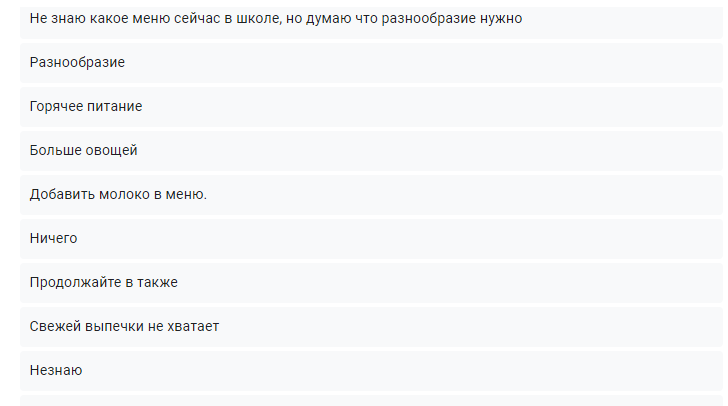 Не знаю какое меню сейчас в школе, но думаю что разнообразие нужно
Разнообразие
Горячее питание
Больше овощей
Добавить молоко в меню.
Ничего
Продолжайте в также
Свежей выпечки не хватает
Незнаю